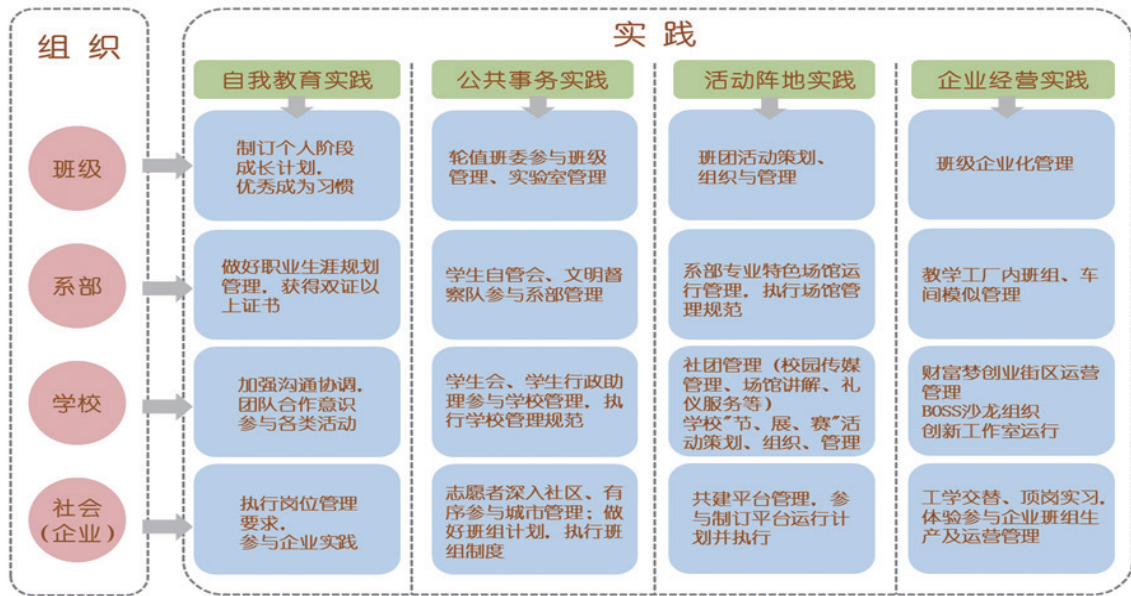 组 织
实 践
自我教育实践
公共事务实践
活动阵地实践
企业经营实践
班级
制订个人阶段
成长计划，
优秀成为习惯
轮值班委参与班级
管理、实验室管理
班团活动策划、
组织与管理
班级企业化管理
系部
做好职业生涯规划
管理，获得双证以
上证书
学生自管会、文明督
察队参与系部管理
系部专业特色场馆运
行管理，执行场馆管
理规范
教学工厂内班组、车
间模似管理
学校
加强沟通协调，
团队合作意识
参与各类活动
学生会、学生行政助
理参与学校管理，执
行学校管理规范
社团管理（校园传媒
管理、场馆讲解、礼
仪服务等）
学校"节、展、赛"活
动策划、组织、管理
财富梦创业街区运营
管理
BOSS沙龙组织
创新工作室运行
社会
（企业）
执行岗位管理
要求，
参与企业实践
志愿者深入社区、有
序参与城市管理；做
好班组计划，执行班
组制度
共建平台管理，参
与制订平台运行计
划并执行
工学交替、顶岗实习，
体验参与企业班组生
产及运营管理